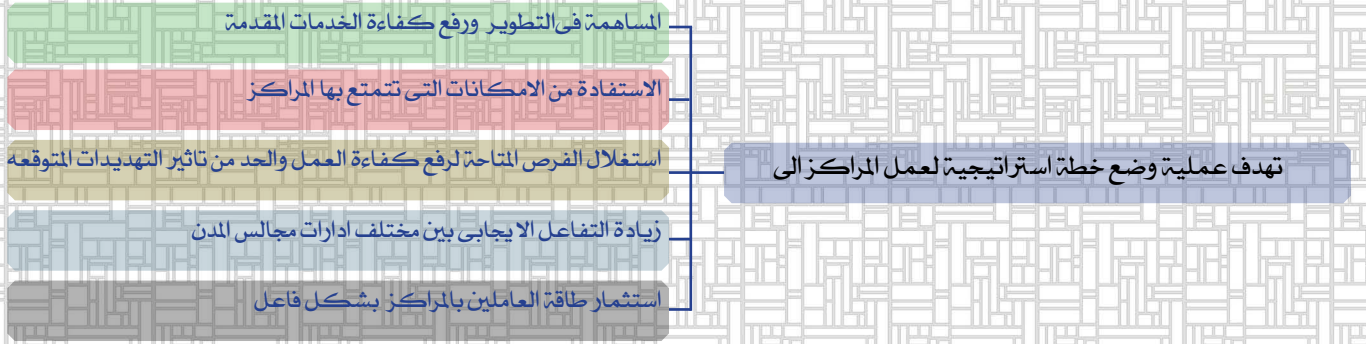 تهدف عملية وضع خطة استراتيجية لعمل المراكز الى
المساهمة فى التطوير ورفع كفاءة الخدمات المقدمة
الاستفادة من الامكانات التى تتمتع بها المراكز
استغلال الفرص المتاحة لرفع كفاءة العمل والحد من تاثير التهديدات المتوقعه
زيادة التفاعل الايجابى بين مختلف ادارات مجالس المدن
استثمار طاقة العاملين بالمراكز بشكل فاعل